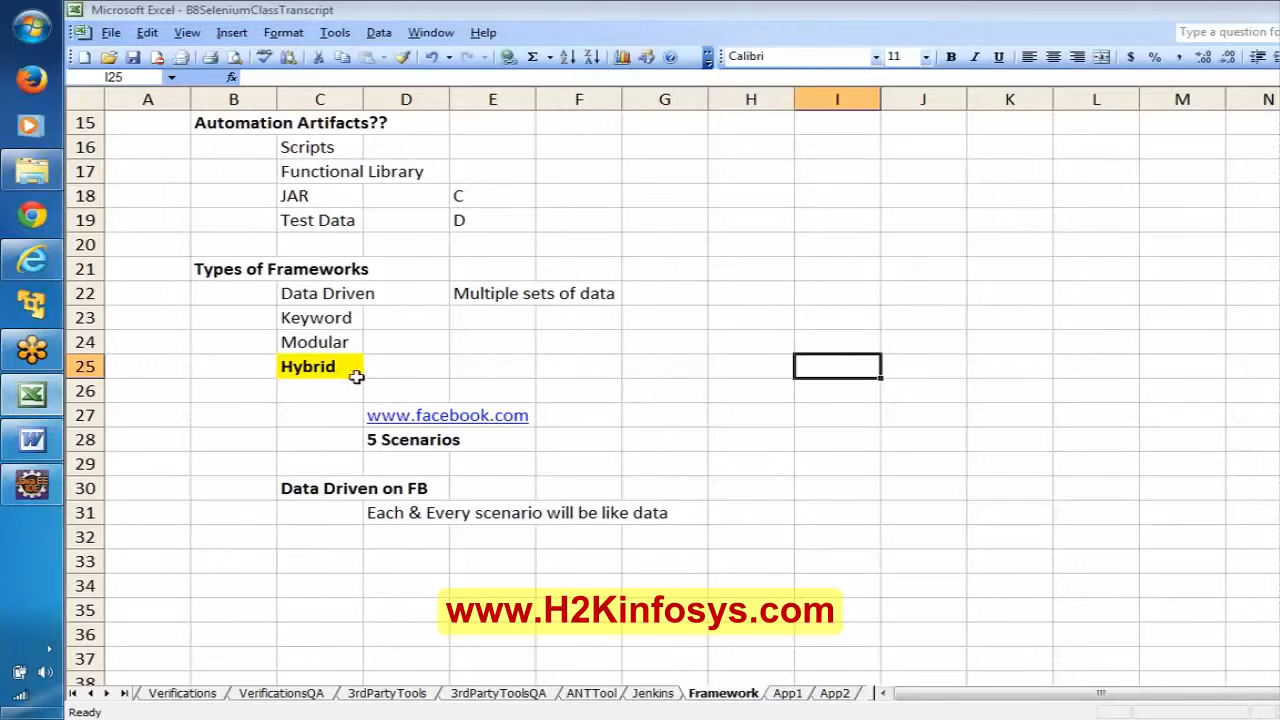 Microsoft Excel - B8SeleniumClassTranscript
File Edit View Insert Format Tools Data Window Help
Type a question fo
Calibri 11 B I U $ %
I25 fx
A B C D E F G H I J K L M N
15 Automation Artifacts??
16 Scripts
17 Functional Library
18 JAR C
19 Test Data D
20
21 Types of Frameworks
22 Data Driven Multiple sets of data
23 Keyword
24 Modular
25 Hybrid
26
27 www.facebook.com
28 5 Scenarios
29
30 Data Driven on FB
31 Each & Every scenario will be like data
32
33
34
35
www.H2Kinfosys.com
36
37
38
Verifications VerificationsQA 3rdPartyTools 3rdPartyToolsQA ANTTool Jenkins Framework App1 App2
Ready